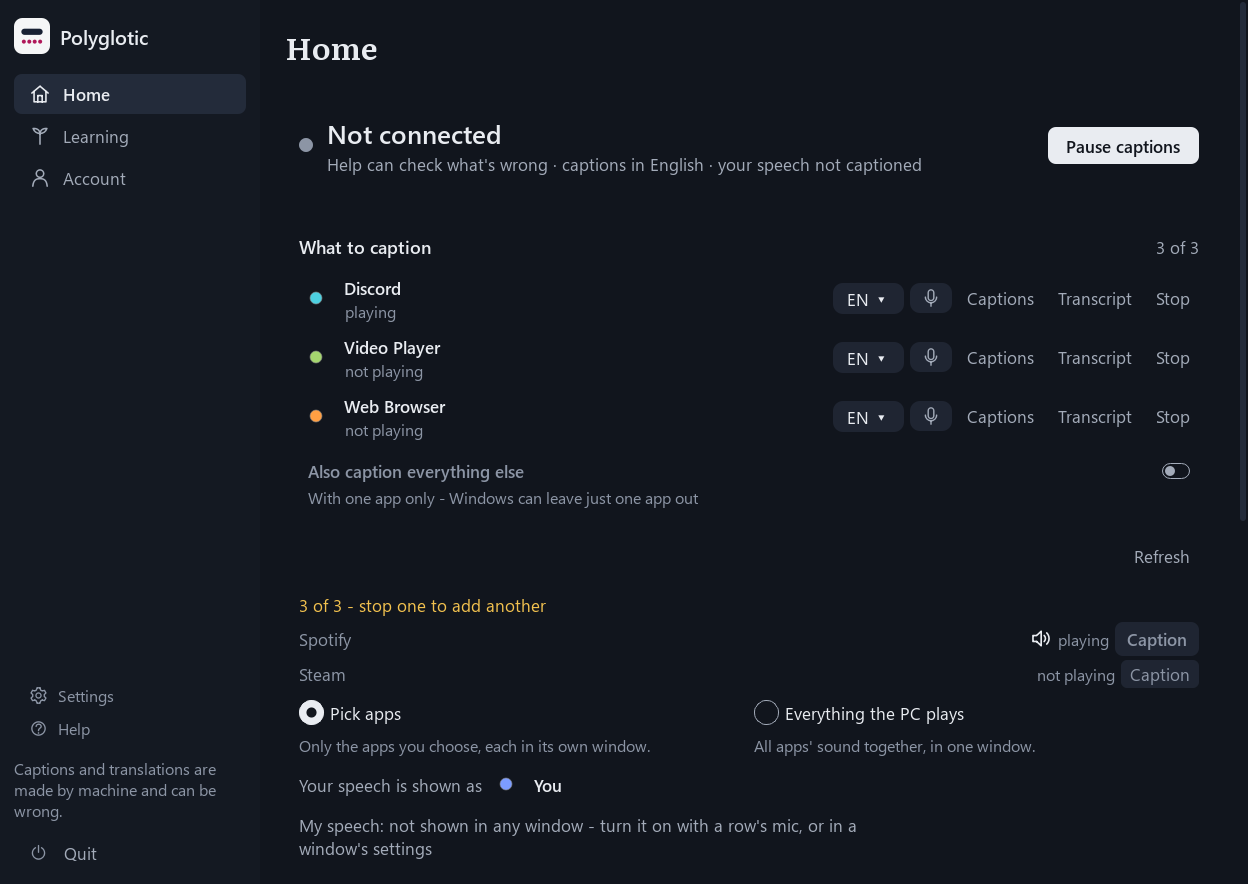 Polyglotic
Home
Learning
Account
Settings
Help
Captions and translations are
made by machine and can be
wrong.
Quit
Home
Not connected
Help can check what's wrong · captions in English · your speech not captioned
Pause captions
What to caption
3 of 3
Discord
playing
EN ▾ Captions Transcript Stop
Video Player
not playing
EN ▾ Captions Transcript Stop
Web Browser
not playing
EN ▾ Captions Transcript Stop
Also caption everything else
With one app only - Windows can leave just one app out
Refresh
3 of 3 - stop one to add another
Spotify playing Caption
Steam not playing Caption
Pick apps
Only the apps you choose, each in its own window.
Everything the PC plays
All apps' sound together, in one window.
Your speech is shown as You
My speech: not shown in any window - turn it on with a row's mic, or in a
window's settings